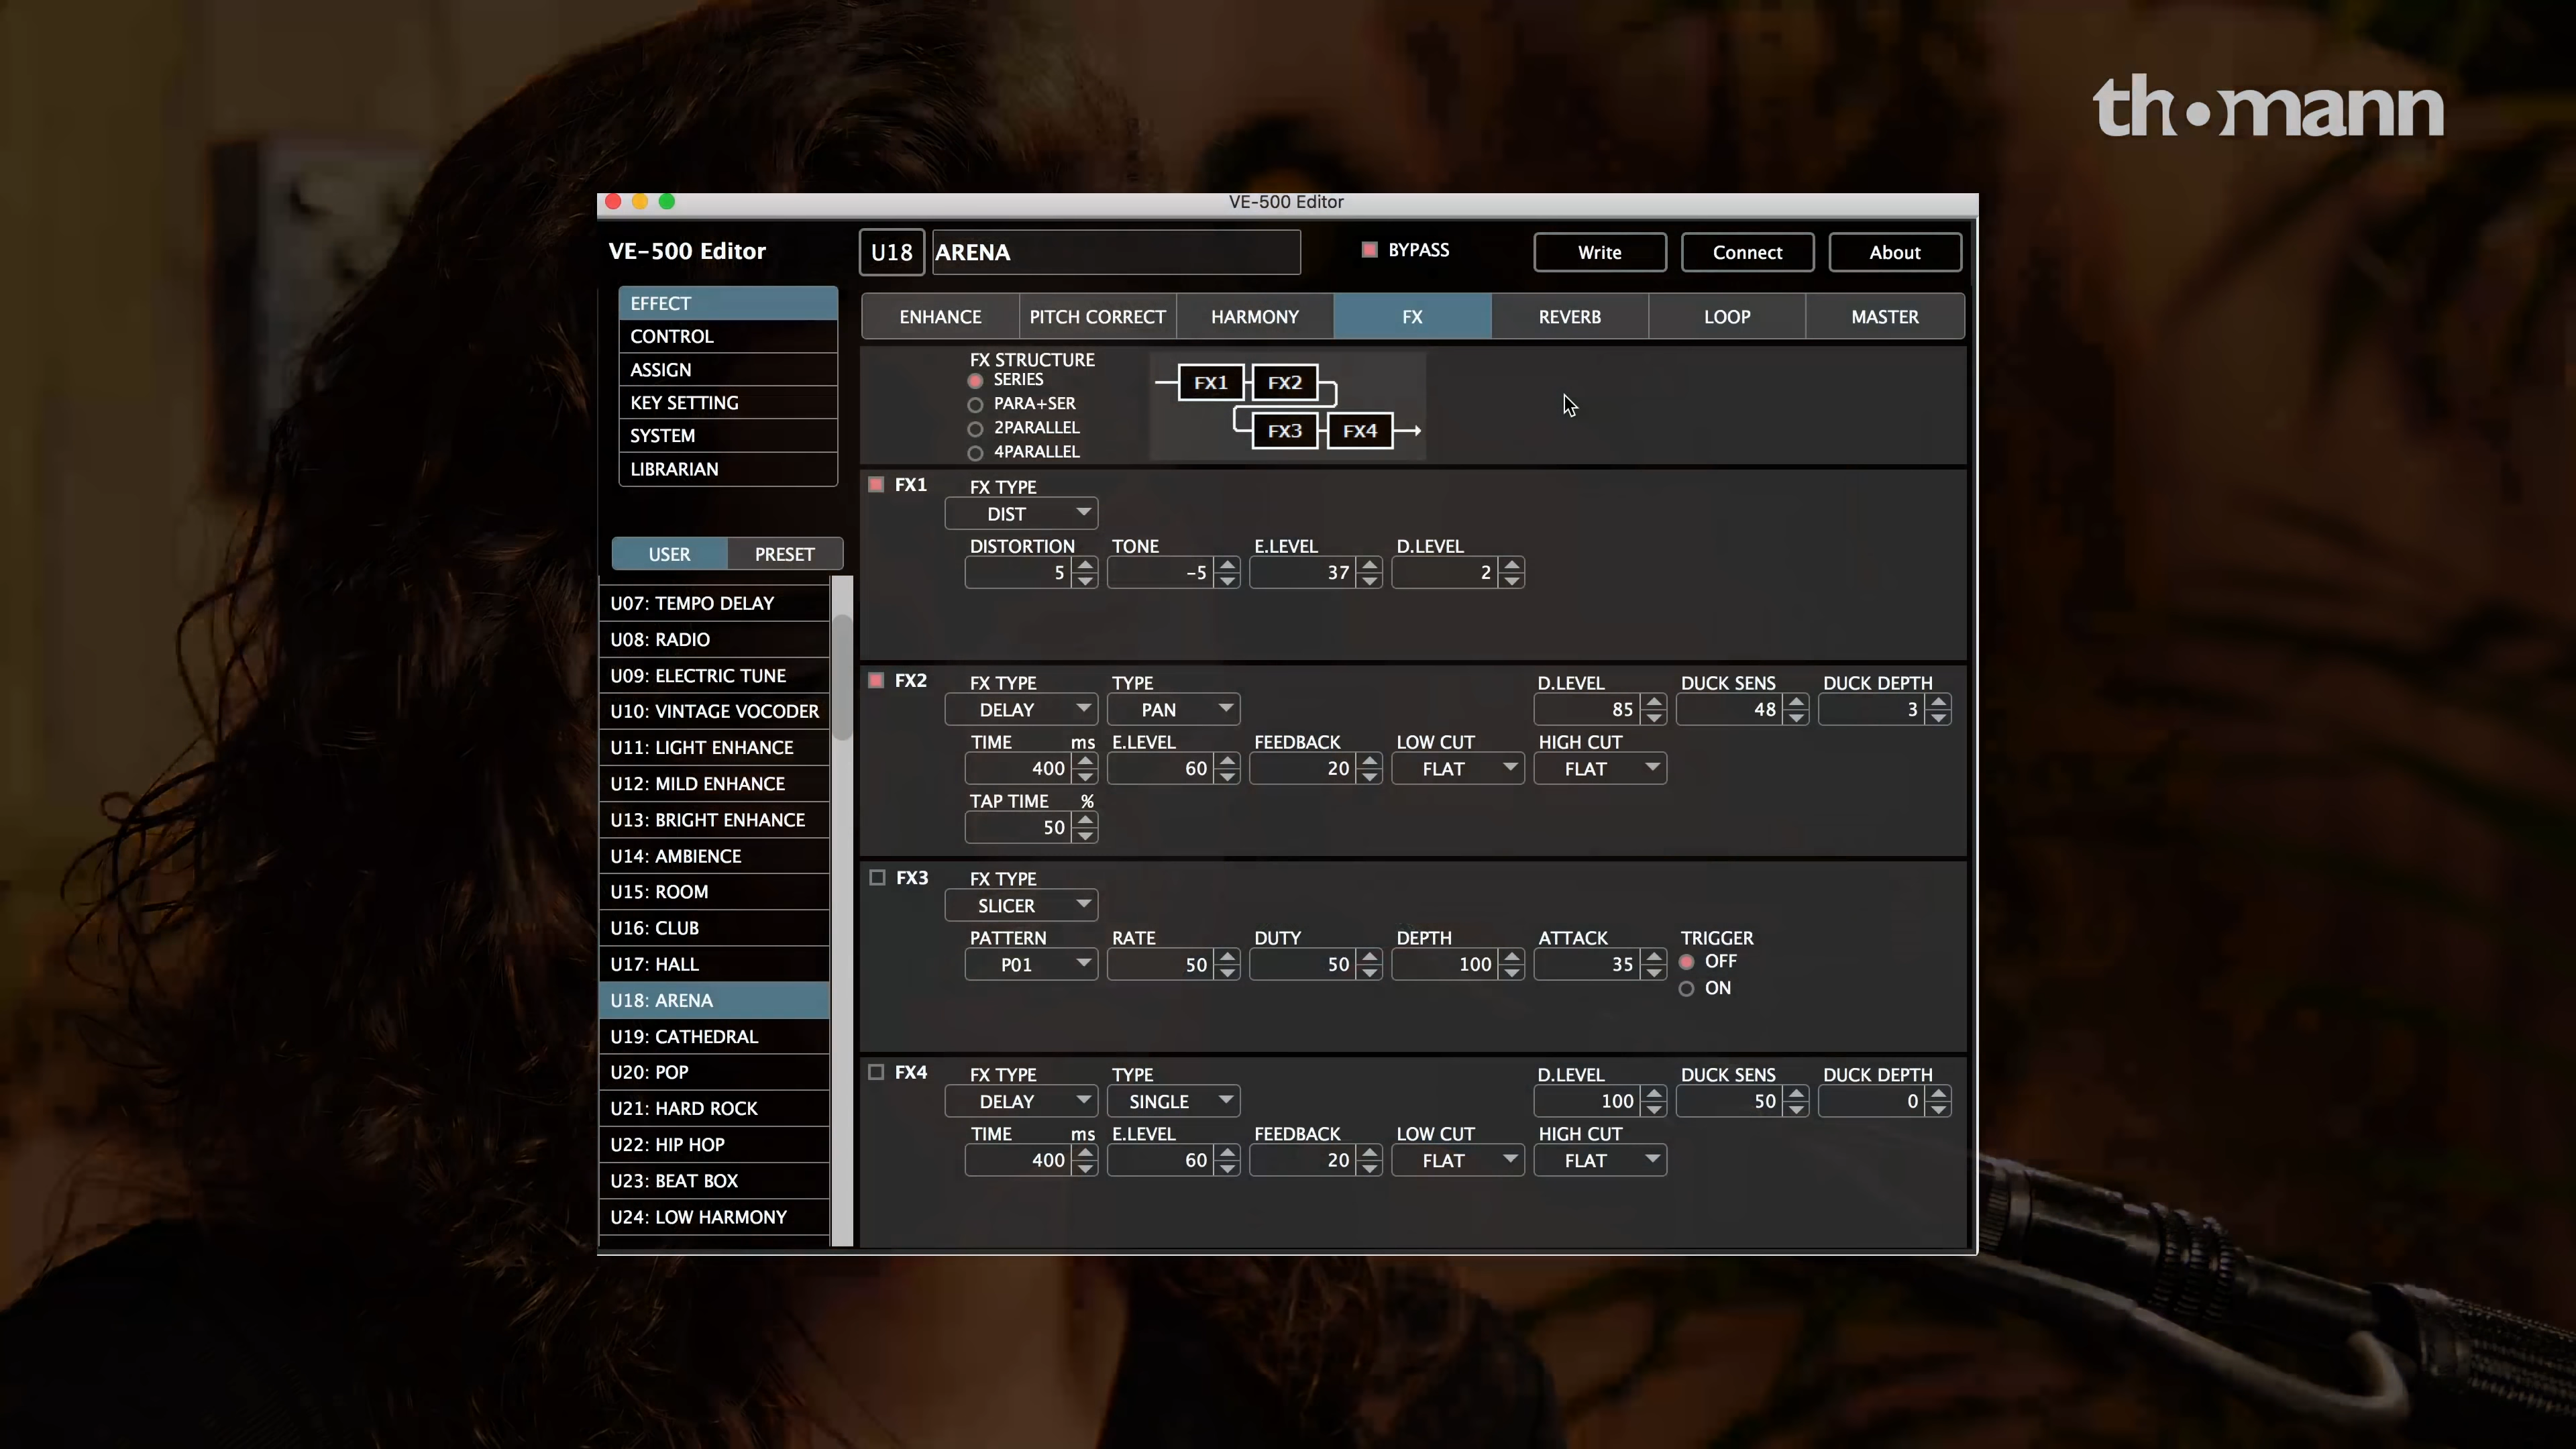 thomann
VE-500 Editor
VE-500 Editor
U18
ARENA
BYPASS
Write
Connect
About
EFFECT
CONTROL
ASSIGN
KEY SETTING
SYSTEM
LIBRARIAN
USER
PRESET
U07: TEMPO DELAY
U08: RADIO
U09: ELECTRIC TUNE
U10: VINTAGE VOCODER
U11: LIGHT ENHANCE
U12: MILD ENHANCE
U13: BRIGHT ENHANCE
U14: AMBIENCE
U15: ROOM
U16: CLUB
U17: HALL
U18: ARENA
U19: CATHEDRAL
U20: POP
U21: HARD ROCK
U22: HIP HOP
U23: BEAT BOX
U24: LOW HARMONY
ENHANCE
PITCH CORRECT
HARMONY
FX
REVERB
LOOP
MASTER
FX STRUCTURE
SERIES
PARA+SER
2PARALLEL
4PARALLEL
FX1
FX2
FX3
FX4
FX1
FX TYPE
DIST
DISTORTION TONE E.LEVEL D.LEVEL
5 -5 37 2
FX2
FX TYPE TYPE D.LEVEL DUCK SENS DUCK DEPTH
DELAY PAN 85 48 3
TIME ms E.LEVEL FEEDBACK LOW CUT HIGH CUT
400 60 20 FLAT FLAT
TAP TIME %
50
FX3
FX TYPE
SLICER
PATTERN RATE DUTY DEPTH ATTACK TRIGGER
P01 50 50 100 35 OFF
ON
FX4
FX TYPE TYPE D.LEVEL DUCK SENS DUCK DEPTH
DELAY SINGLE 100 50 0
TIME ms E.LEVEL FEEDBACK LOW CUT HIGH CUT
400 60 20 FLAT FLAT